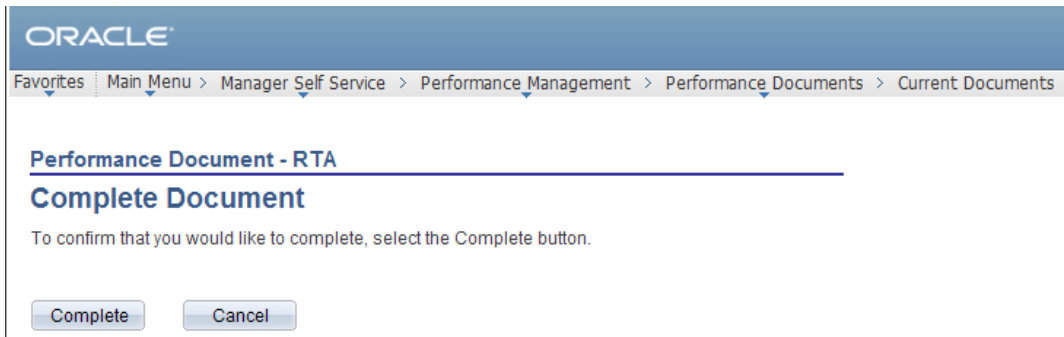 ORACLE
Favorites Main Menu > Manager Self Service > Performance Management > Performance Documents > Current Documents
Performance Document - RTA
Complete Document
To confirm that you would like to complete, select the Complete button.
Complete Cancel